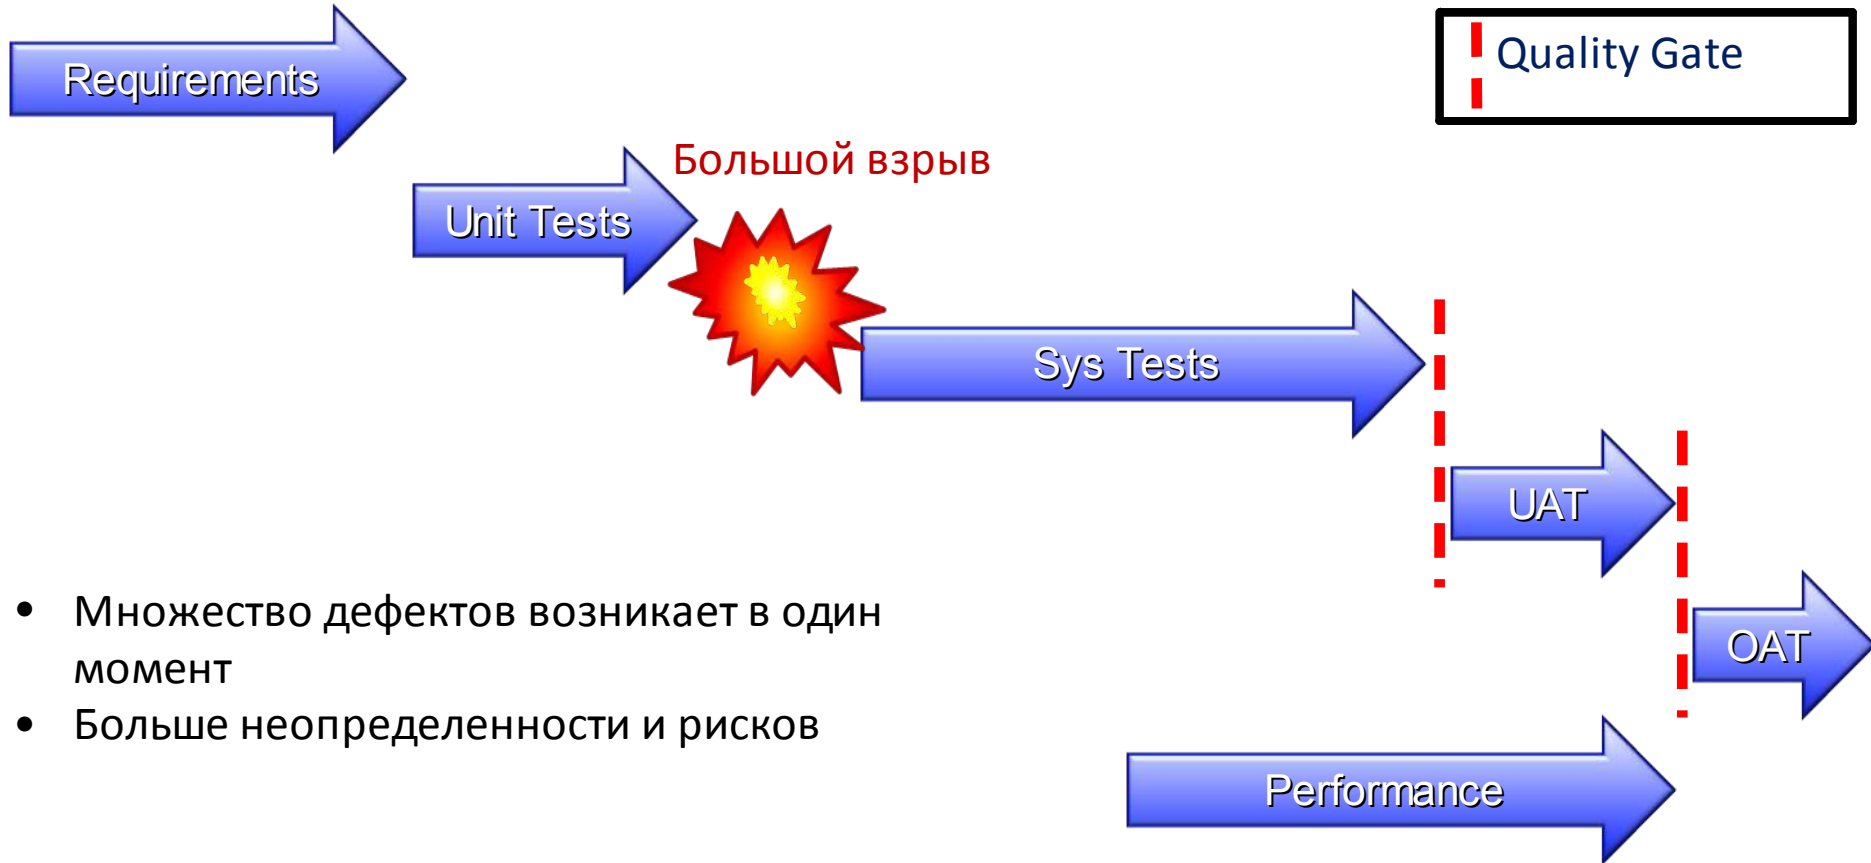 Requirements
Quality Gate
Большой взрыв
Unit Tests
Sys Tests
UAT
• Множество дефектов возникает в один
момент
• Больше неопределенности и рисков
OAT
Performance